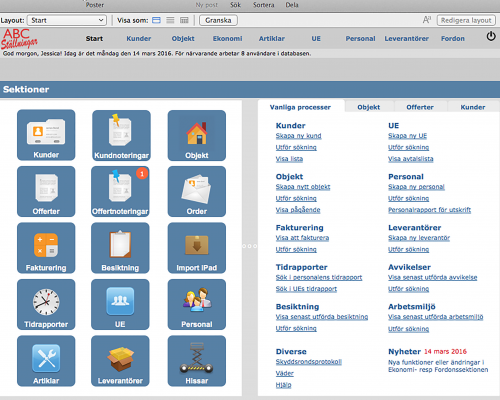 Poster Ny post Sök Sortera Dela
Layout: Start Visa som: Granska Aa Redigera layout
ABC
Ställningar
Start Kunder Objekt Ekonomi Artiklar UE Personal Leverantörer Fordon
God morgon, Jessica! Idag är det måndag den 14 mars 2016. För närvarande arbetar 8 användare i databasen.
Sektioner
Kunder Kundnoteringar Objekt
1
Offerter Offertnoteringar Order
Fakturering Besiktning Import iPad
Tidrapporter UE Personal
Artiklar Leverantörer Hissar
Vanliga processer Objekt Offerter Kunder
Kunder
Skapa ny kund
Utför sökning
Visa lista
UE
Skapa ny UE
Utför sökning
Visa avtalslista
Objekt
Skapa nytt objekt
Utför sökning
Visa pågående
Personal
Skapa ny personal
Utför sökning
Personalrapport för utskrift
Fakturering
Visa att fakturera
Utför sökning
Leverantörer
Skapa ny leverantör
Utför sökning
Tidrapporter
Sök i personalens tidrapport
Sök i UEs tidrapport
Avvikelser
Visa senast utförda avvikelse
Utför sökning
Besiktning
Visa senast utförda besiktning
Utför sökning
Arbetsmiljö
Visa senast utförda arbetsmiljö
Utför sökning
Diverse
Skyddsrondsprotokoll
Väder
Hjälp
Nyheter 14 mars 2016
Nya funktioner eller ändringar i
Ekonomi- resp Fordonssektionen